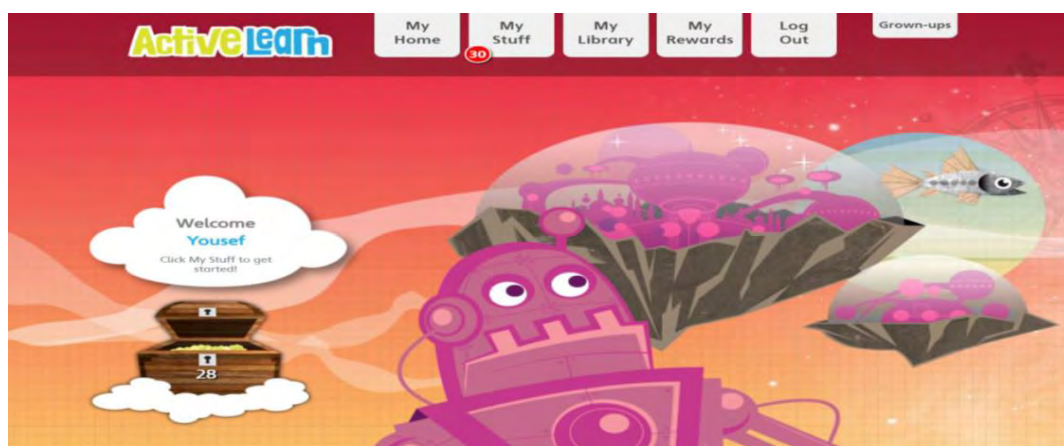 ActiveLearn
My Home
My Stuff
30
My Library
My Rewards
Log Out
Grown-ups
Welcome
Yousef
Click My Stuff to get
started!
28